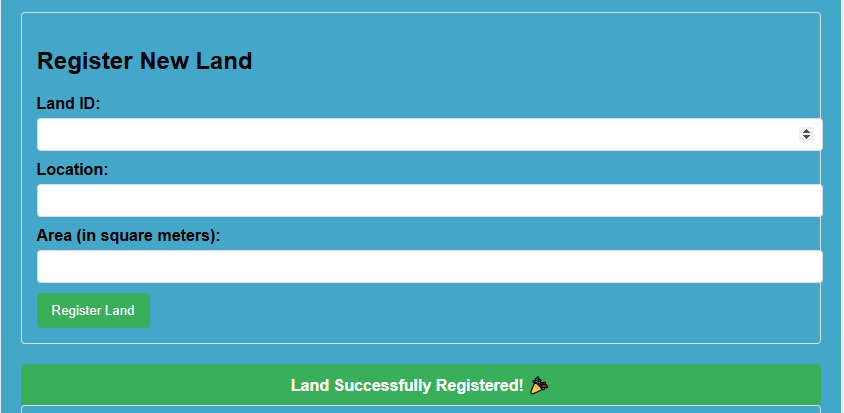 Register New Land
Land ID:
Location:
Area (in square meters):
Register Land
Land Successfully Registered! 🎉